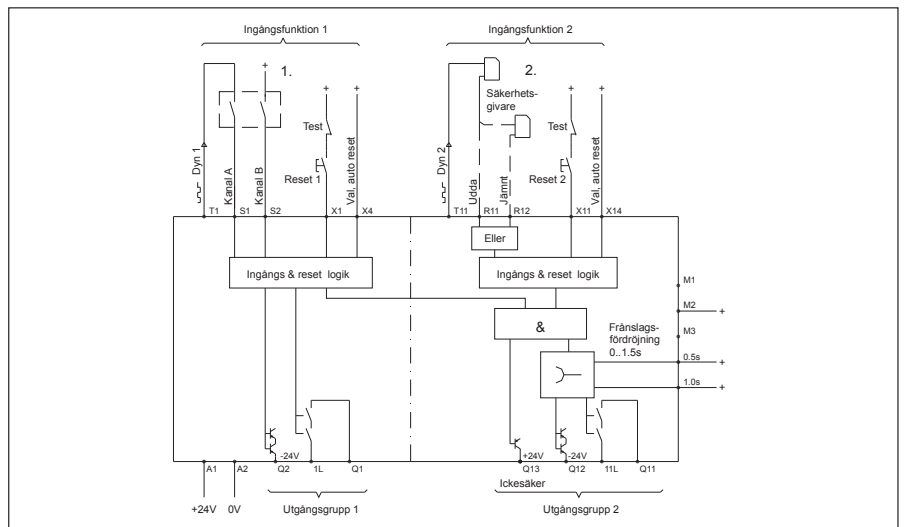 Ingångsfunktion 1
Ingångsfunktion 2
+
1.
2.
Säkerhets-
givare
+ +
+ +
Test
Test
Dyn 1
Kanal A
Kanal B
Reset 1
Val, auto reset
Dyn 2
Udda
Jämnt
Reset 2
Val, auto reset
T1 S1 S2 X1 X4
T11 R11 R12 X11 X14
Eller
Ingångs & reset logik
Ingångs & reset logik
M1
M2 +
M3
&
Frånslags-
fördröjning
0..1.5s
0.5s +
1.0s +
-24V
+24V
-24V
A1 A2 Q2 1L Q1
Q13 Q12 11L Q11
Ickesäker
+24V 0V
Utgångsgrupp 1
Utgångsgrupp 2